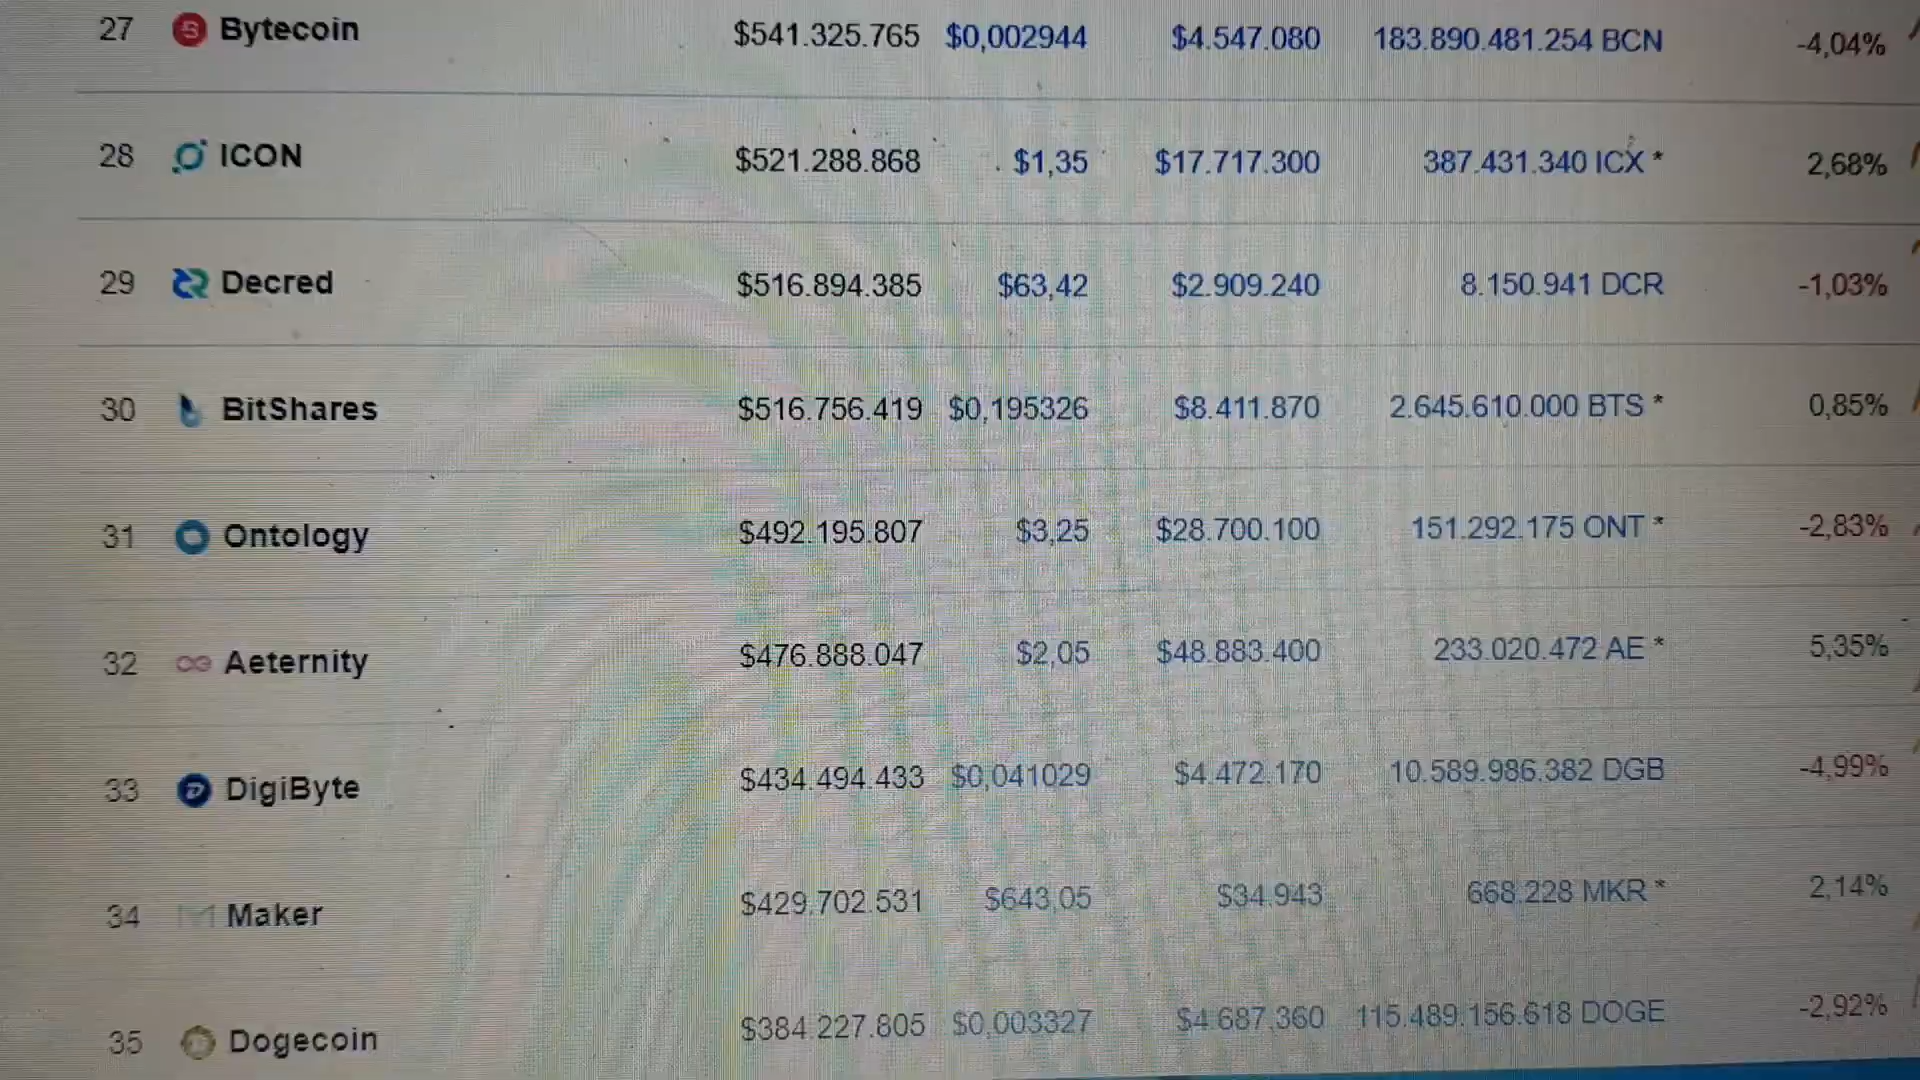 27 Bytecoin $541.325.765 $0,002944 $4.547.080 183.890.481.254 BCN -4,04%
28 ICON $521.288.868 $1,35 $17.717.300 387.431.340 ICX * 2,68%
29 Decred $516.894.385 $63,42 $2.909.240 8.150.941 DCR -1,03%
30 BitShares $516.756.419 $0,195326 $8.411.870 2.645.610.000 BTS * 0,85%
31 Ontology $492.195.807 $3,25 $28.700.100 151.292.175 ONT * -2,83%
32 Aeternity $476.888.047 $2,05 $48.883.400 233.020.472 AE * 5,35%
33 DigiByte $434.494.433 $0,041029 $4.472.170 10.589.986.382 DGB -4,99%
34 Maker $429.702.531 $643,05 $34.943 668.228 MKR * 2,14%
35 Dogecoin $384.227.805 $0,003327 $4.687.360 115.489.156.618 DOGE -2,92%